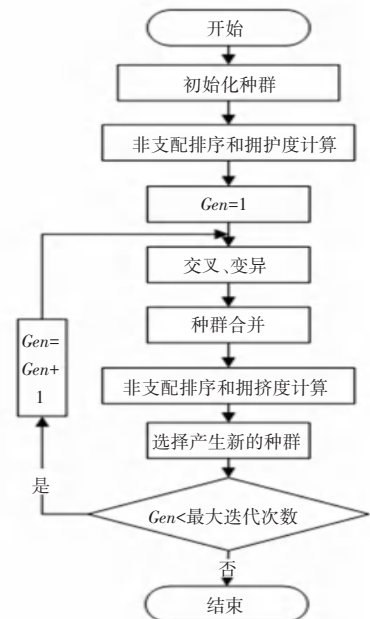 开始
初始化种群
非支配排序和拥护度计算
Gen=1
交叉、变异
种群合并
Gen=
Gen+
1
非支配排序和拥挤度计算
选择产生新的种群
是
Gen<最大迭代次数
否
结束